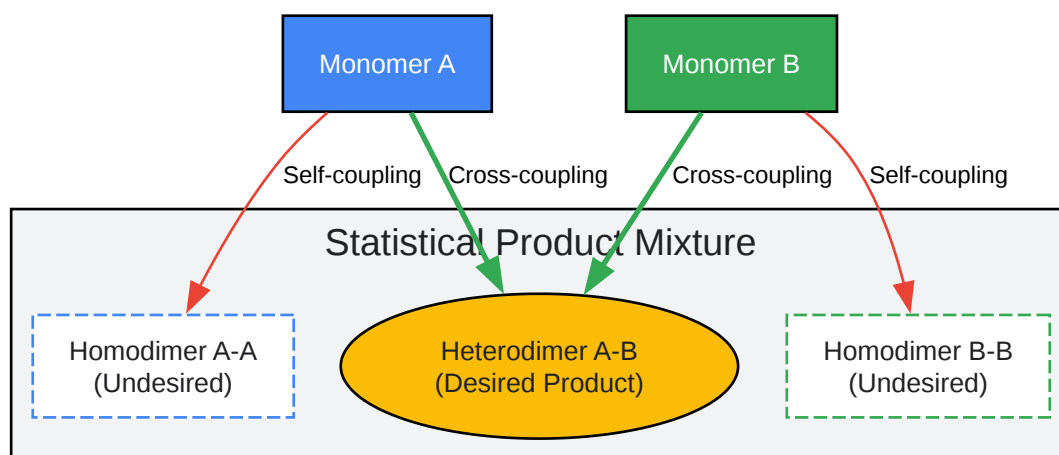 Monomer A
Monomer B
Self-coupling
Cross-coupling
Cross-coupling
Self-coupling
Statistical Product Mixture
Homodimer A-A
(Undesired)
Heterodimer A-B
(Desired Product)
Homodimer B-B
(Undesired)